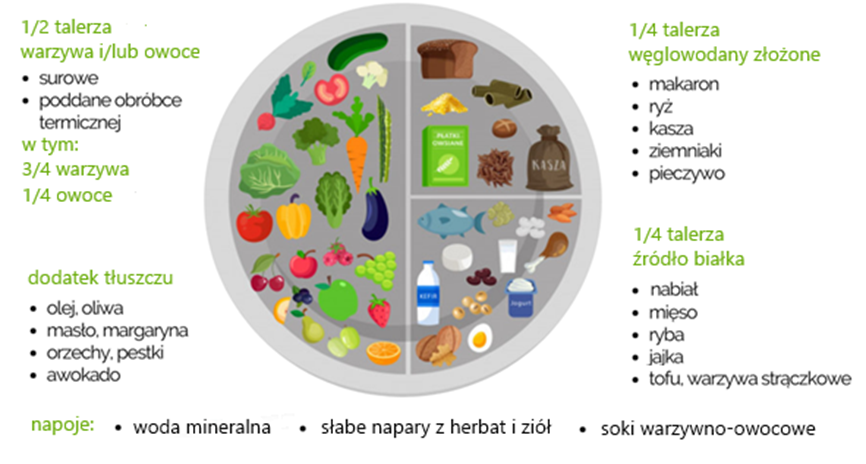 1/2 talerza
warzywa i/lub owoce
• surowe
• poddane obróbce
termicznej
w tym:
3/4 warzywa
1/4 owoce
dodatek tłuszczu
• olej, oliwa
• masło, margaryna
• orzechy, pestki
• awokado
PŁATKI
OWSIANE
KASZA
KEFIR
Jogurt
1/4 talerza
węglowodany złożone
• makaron
• ryż
• kasza
• ziemniaki
• pieczywo
1/4 talerza
źródło białka
• nabiał
• mięso
• ryba
• jajka
• tofu, warzywa strączkowe
napoje: • woda mineralna • słabe napary z herbat i ziół • soki warzywno-owocowe